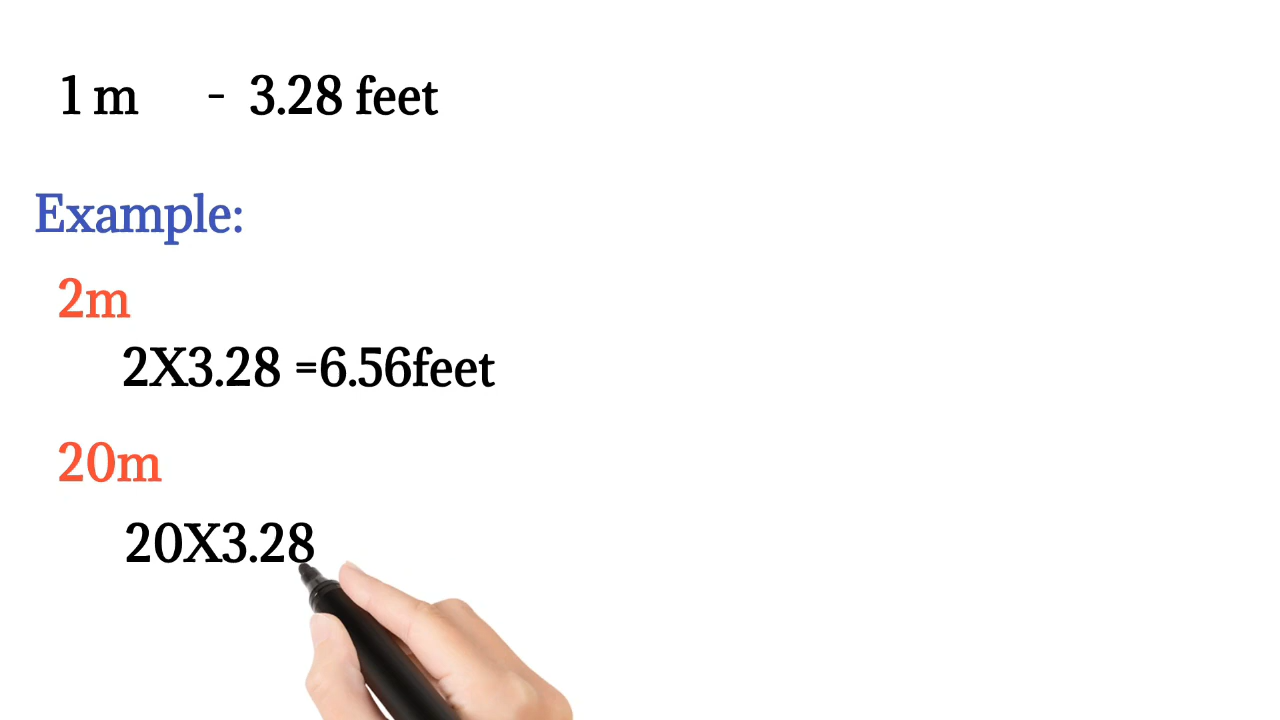 1 m - 3.28 feet
Example:
2m
2X3.28 =6.56feet
20m
20X3.28